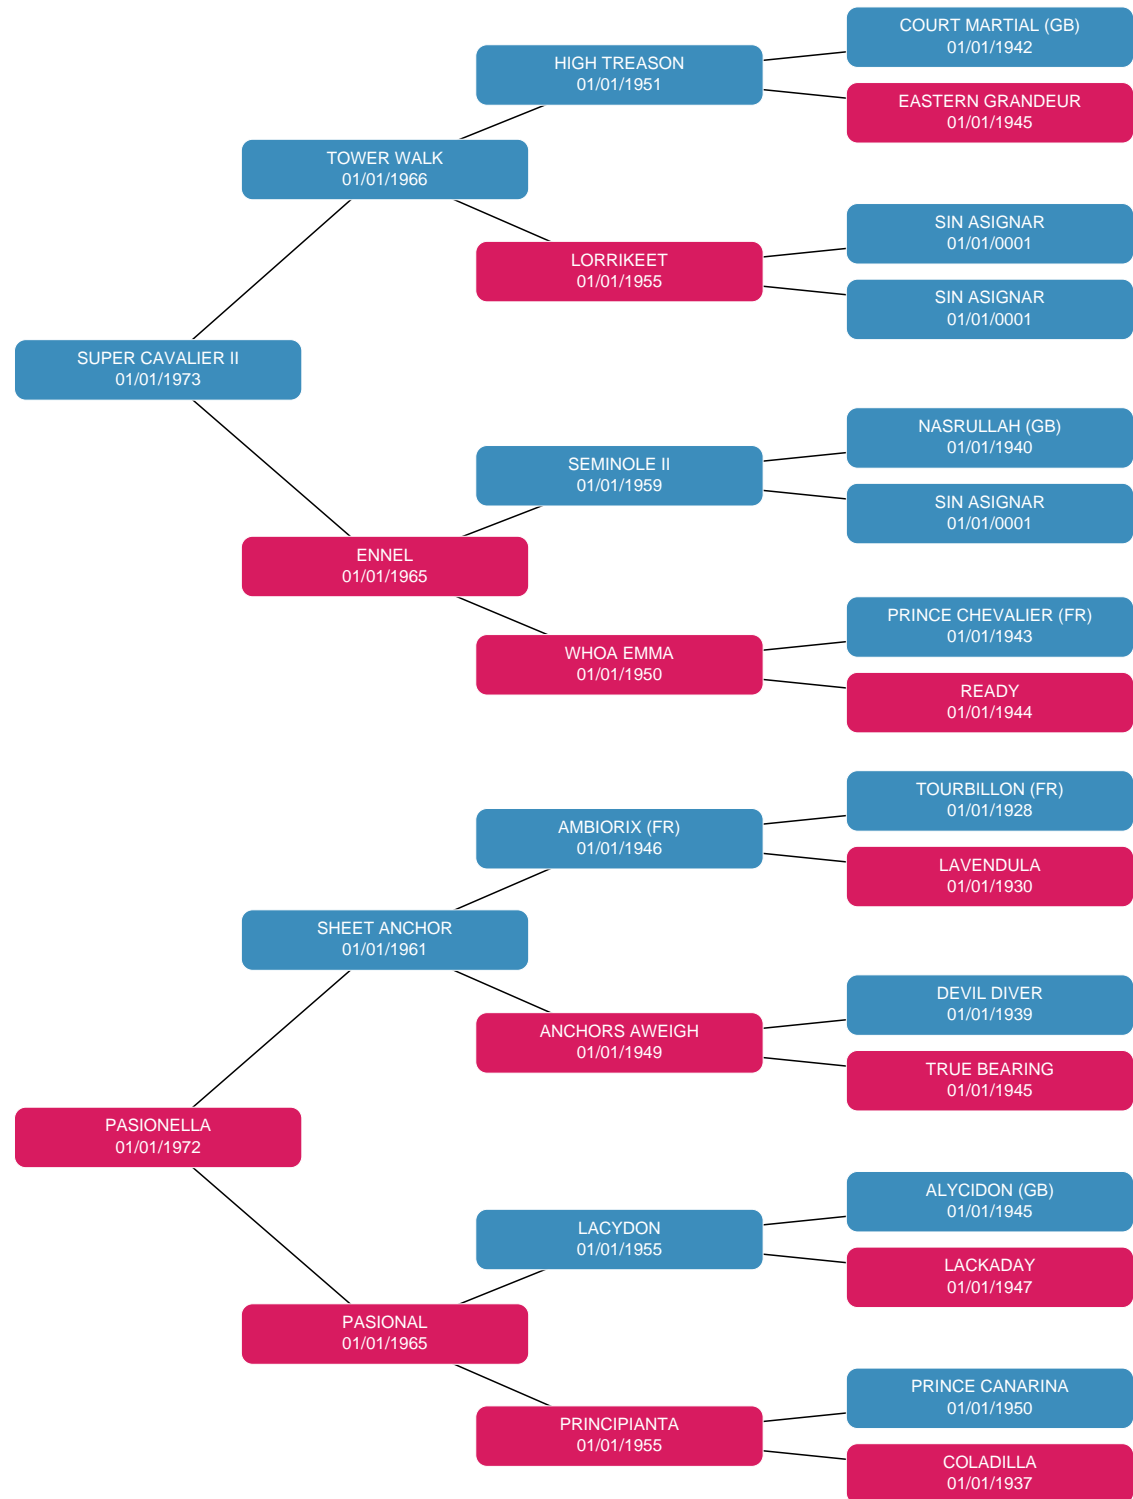 COURT MARTIAL (GB)
01/01/1942
HIGH TREASON
01/01/1951
EASTERN GRANDEUR
01/01/1945
TOWER WALK
01/01/1966
SIN ASIGNAR
01/01/0001
LORRIKEET
01/01/1955
SIN ASIGNAR
01/01/0001
SUPER CAVALIER II
01/01/1973
NASRULLAH (GB)
01/01/1940
SEMINOLE II
01/01/1959
SIN ASIGNAR
01/01/0001
ENNEL
01/01/1965
PRINCE CHEVALIER (FR)
01/01/1943
WHOA EMMA
01/01/1950
READY
01/01/1944
TOURBILLON (FR)
01/01/1928
AMBIORIX (FR)
01/01/1946
LAVENDULA
01/01/1930
SHEET ANCHOR
01/01/1961
DEVIL DIVER
01/01/1939
ANCHORS AWEIGH
01/01/1949
TRUE BEARING
01/01/1945
PASIONELLA
01/01/1972
ALYCIDON (GB)
01/01/1945
LACYDON
01/01/1955
LACKADAY
01/01/1947
PASIONAL
01/01/1965
PRINCE CANARINA
01/01/1950
PRINCIPIANTA
01/01/1955
COLADILLA
01/01/1937